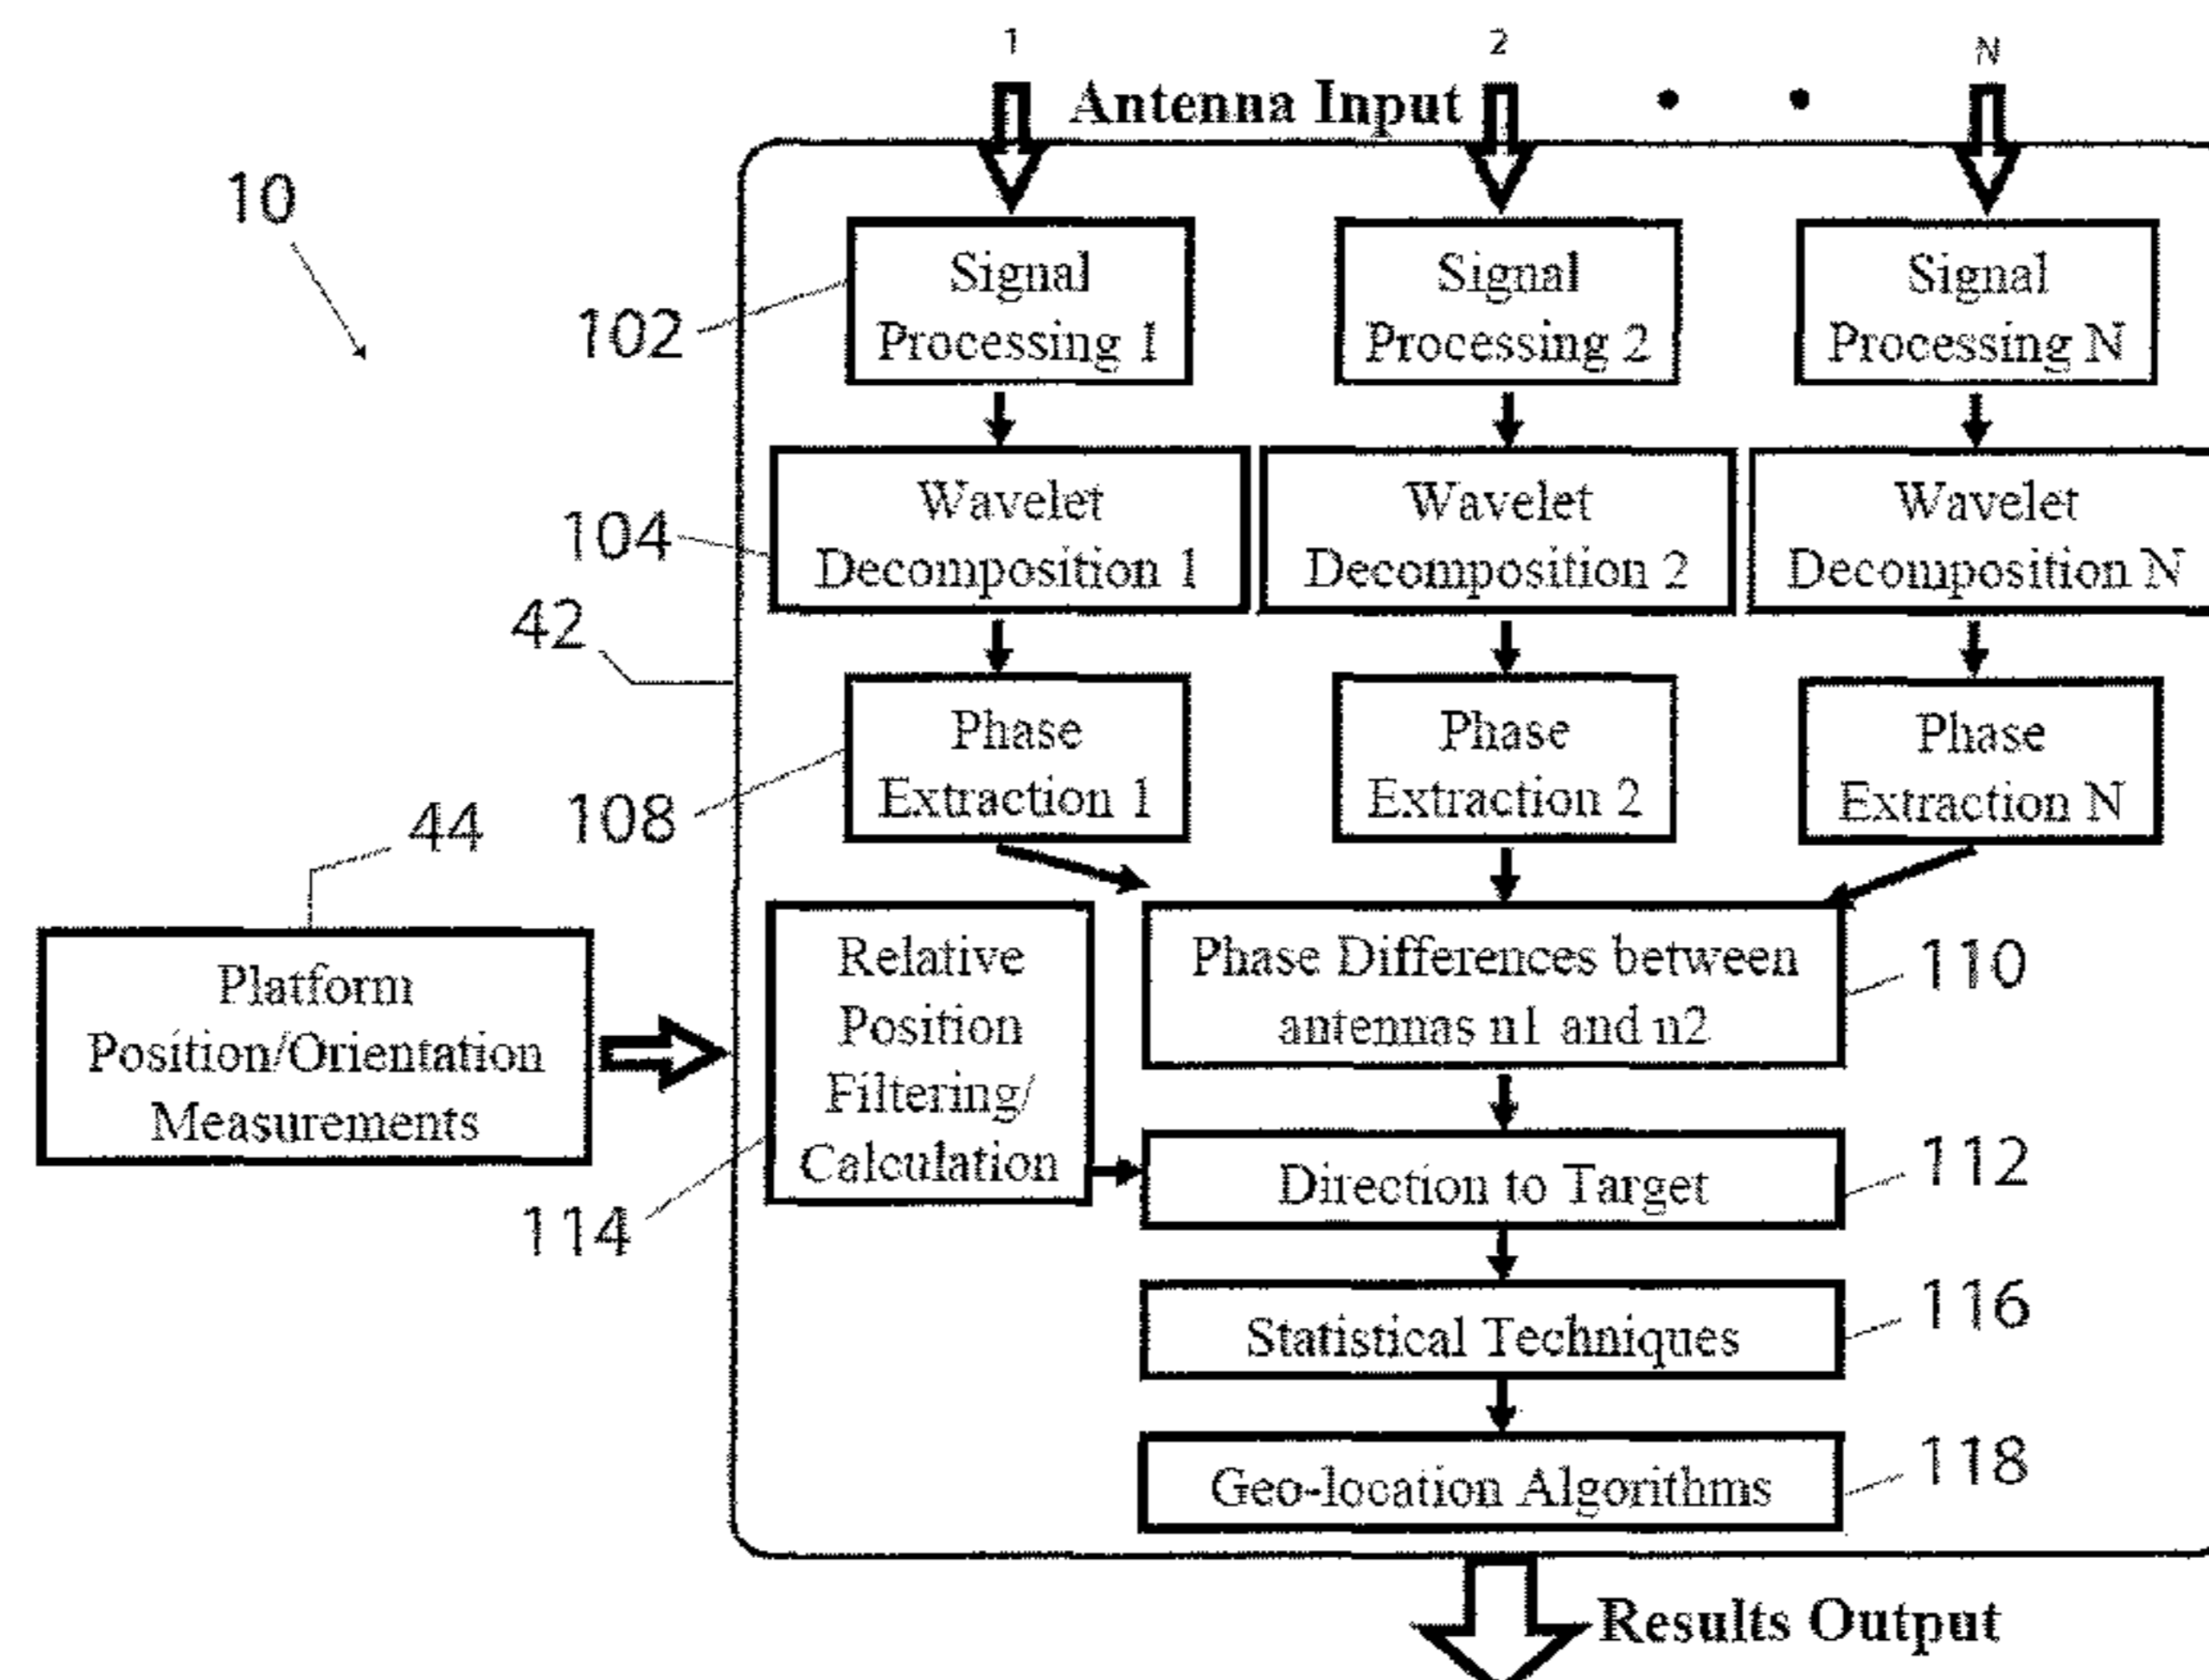 1
2
N
Antenna Input
10
Signal
Processing 1
Signal
Processing 2
Signal
Processing N
102
Wavelet
Decomposition 1
Wavelet
Decomposition 2
Wavelet
Decomposition N
104
42
Phase
Extraction 1
Phase
Extraction 2
Phase
Extraction N
108
44
Platform
Position/Orientation
Measurements
Relative
Position
Filtering/
Calculation
114
Phase Differences between
antennas n1 and n2
110
Direction to Target
112
Statistical Techniques
116
Geo-location Algorithms
118
Results Output